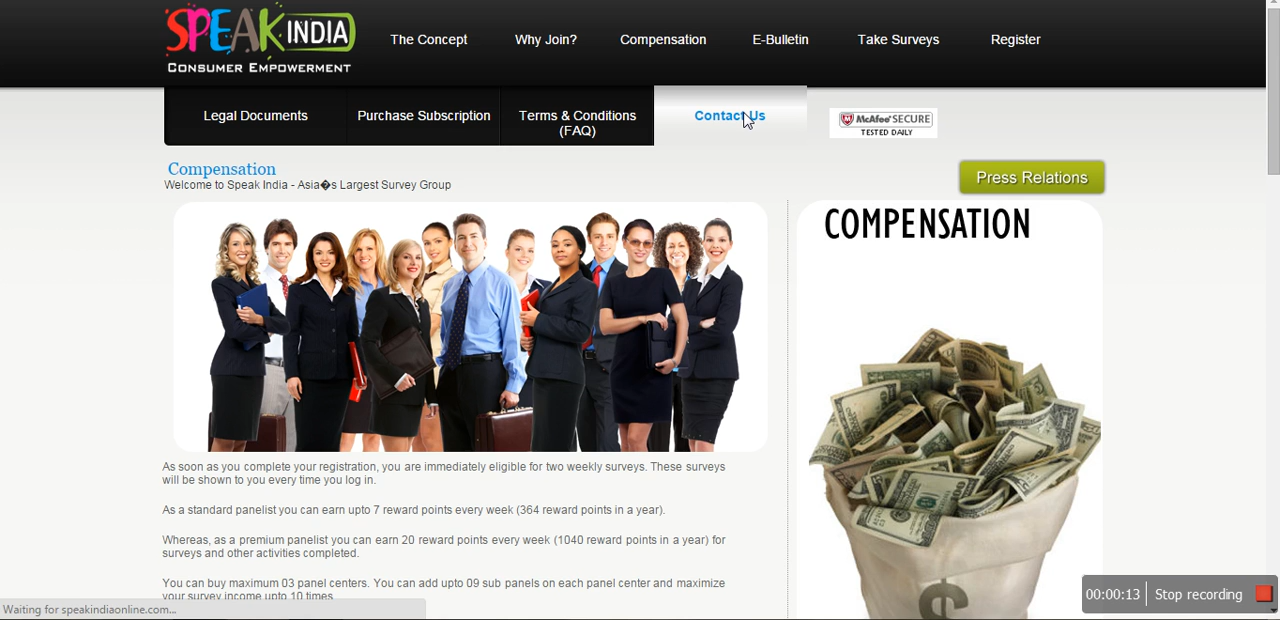 SPEAK INDIA
CONSUMER EMPOWERMENT
The Concept
Why Join?
Compensation
E-Bulletin
Take Surveys
Register
Legal Documents
Purchase Subscription
Terms & Conditions
(FAQ)
Contact Us
McAfee SECURE
TESTED DAILY
Compensation
Welcome to Speak India - Asia�s Largest Survey Group
Press Relations
COMPENSATION
As soon as you complete your registration, you are immediately eligible for two weekly surveys. These surveys
will be shown to you every time you log in.
As a standard panelist you can earn upto 7 reward points every week (364 reward points in a year).
Whereas, as a premium panelist you can earn 20 reward points every week (1040 reward points in a year) for
surveys and other activities completed.
You can buy maximum 03 panel centers. You can add upto 09 sub panels on each panel center and maximize
your survey income upto 10 times.
$
Waiting for speakindiaonline.com...
00:00:13
Stop recording